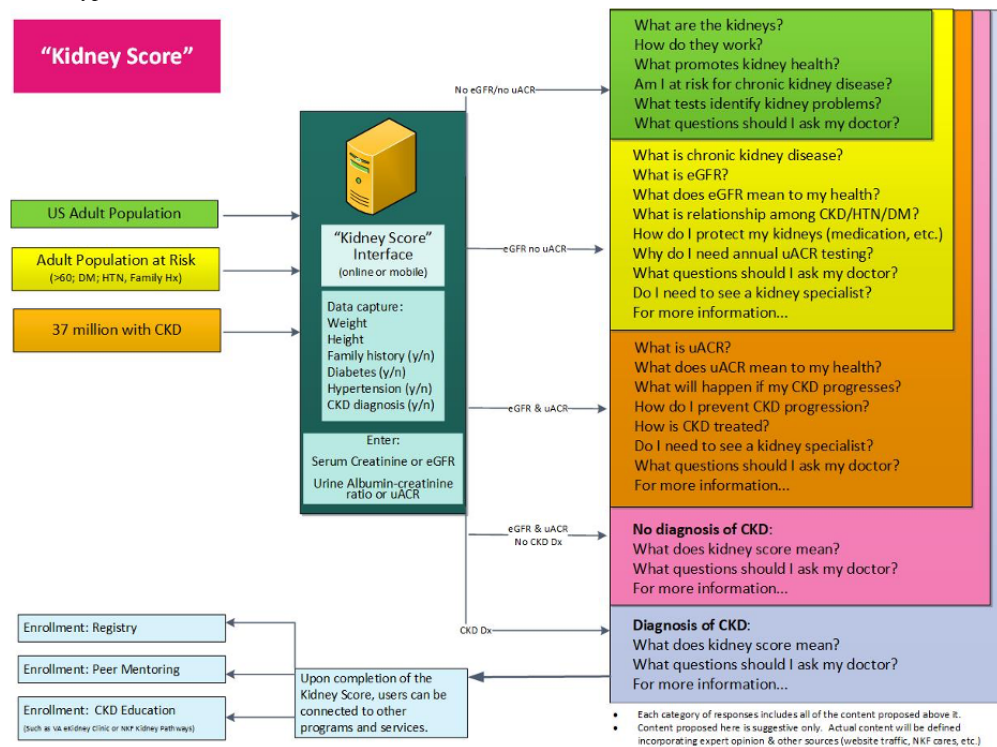 “Kidney Score”
US Adult Population
Adult Population at Risk
(>60; DM; HTN, Family Hx)
37 million with CKD
“Kidney Score”
Interface
(online or mobile)
Data capture:
Weight
Height
Family history (y/n)
Diabetes (y/n)
Hypertension (y/n)
CKD diagnosis (y/n)
Enter:
Serum Creatinine or eGFR
Urine Albumin-creatinine
ratio or uACR
No eGFR/no uACR
What are the kidneys?
How do they work?
What promotes kidney health?
Am I at risk for chronic kidney disease?
What tests identify kidney problems?
What questions should I ask my doctor?
eGFR no uACR
What is chronic kidney disease?
What is eGFR?
What does eGFR mean to my health?
What is relationship among CKD/HTN/DM?
How do I protect my kidneys (medication, etc.)
Why do I need annual uACR testing?
What questions should I ask my doctor?
Do I need to see a kidney specialist?
For more information...
eGFR & uACR
What is uACR?
What does uACR mean to my health?
What will happen if my CKD progresses?
How do I prevent CKD progression?
How is CKD treated?
Do I need to see a kidney specialist?
What questions should I ask my doctor?
For more information...
eGFR & uACR
No CKD Dx
No diagnosis of CKD:
What does kidney score mean?
What questions should I ask my doctor?
For more information...
CKD Dx
Diagnosis of CKD:
What does kidney score mean?
What questions should I ask my doctor?
For more information...
Upon completion of the
Kidney Score, users can be
connected to other
programs and services.
Enrollment: Registry
Enrollment: Peer Mentoring
Enrollment: CKD Education
(Such as VA eKidney Clinic or NKF Kidney Pathways)
• Each category of responses includes all of the content proposed above it.
• Content proposed here is suggestive only. Actual content will be defined
incorporating expert opinion & other sources (website traffic, NKF cares, etc.)